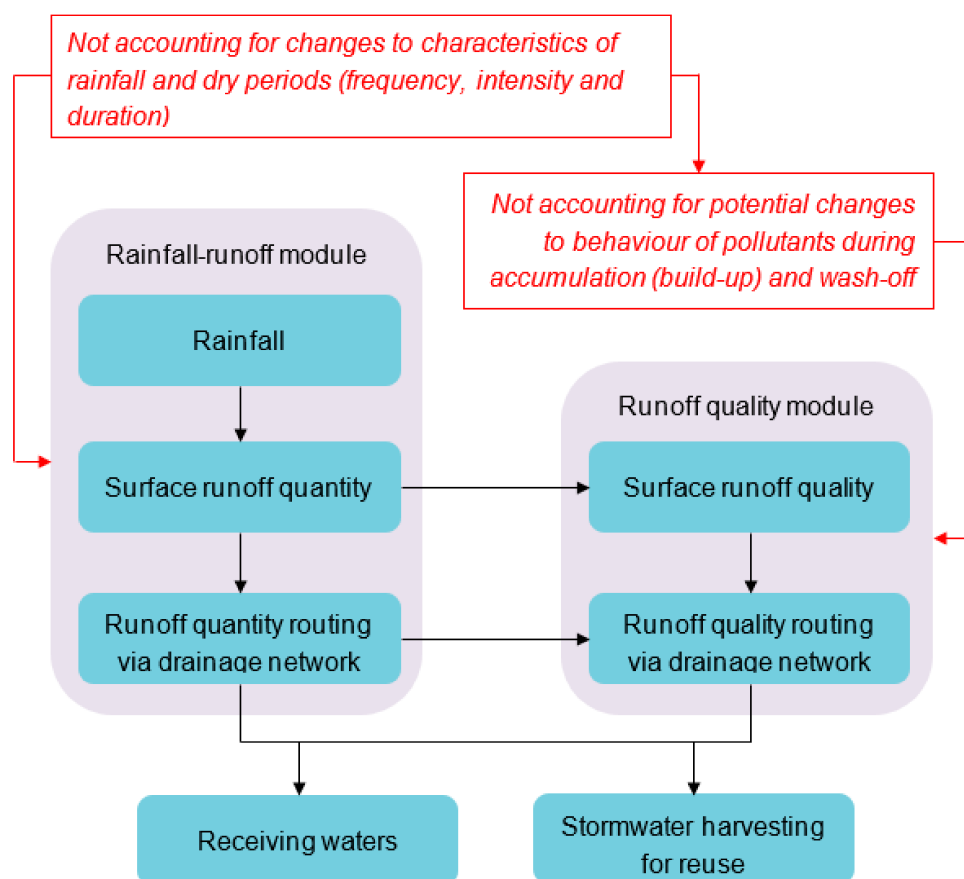 Not accounting for changes to characteristics of
rainfall and dry periods (frequency, intensity and
duration)
Not accounting for potential changes
to behaviour of pollutants during
accumulation (build-up) and wash-off
Rainfall-runoff module
Rainfall
Surface runoff quantity
Runoff quantity routing
via drainage network
Runoff quality module
Surface runoff quality
Runoff quality routing
via drainage network
Receiving waters
Stormwater harvesting
for reuse